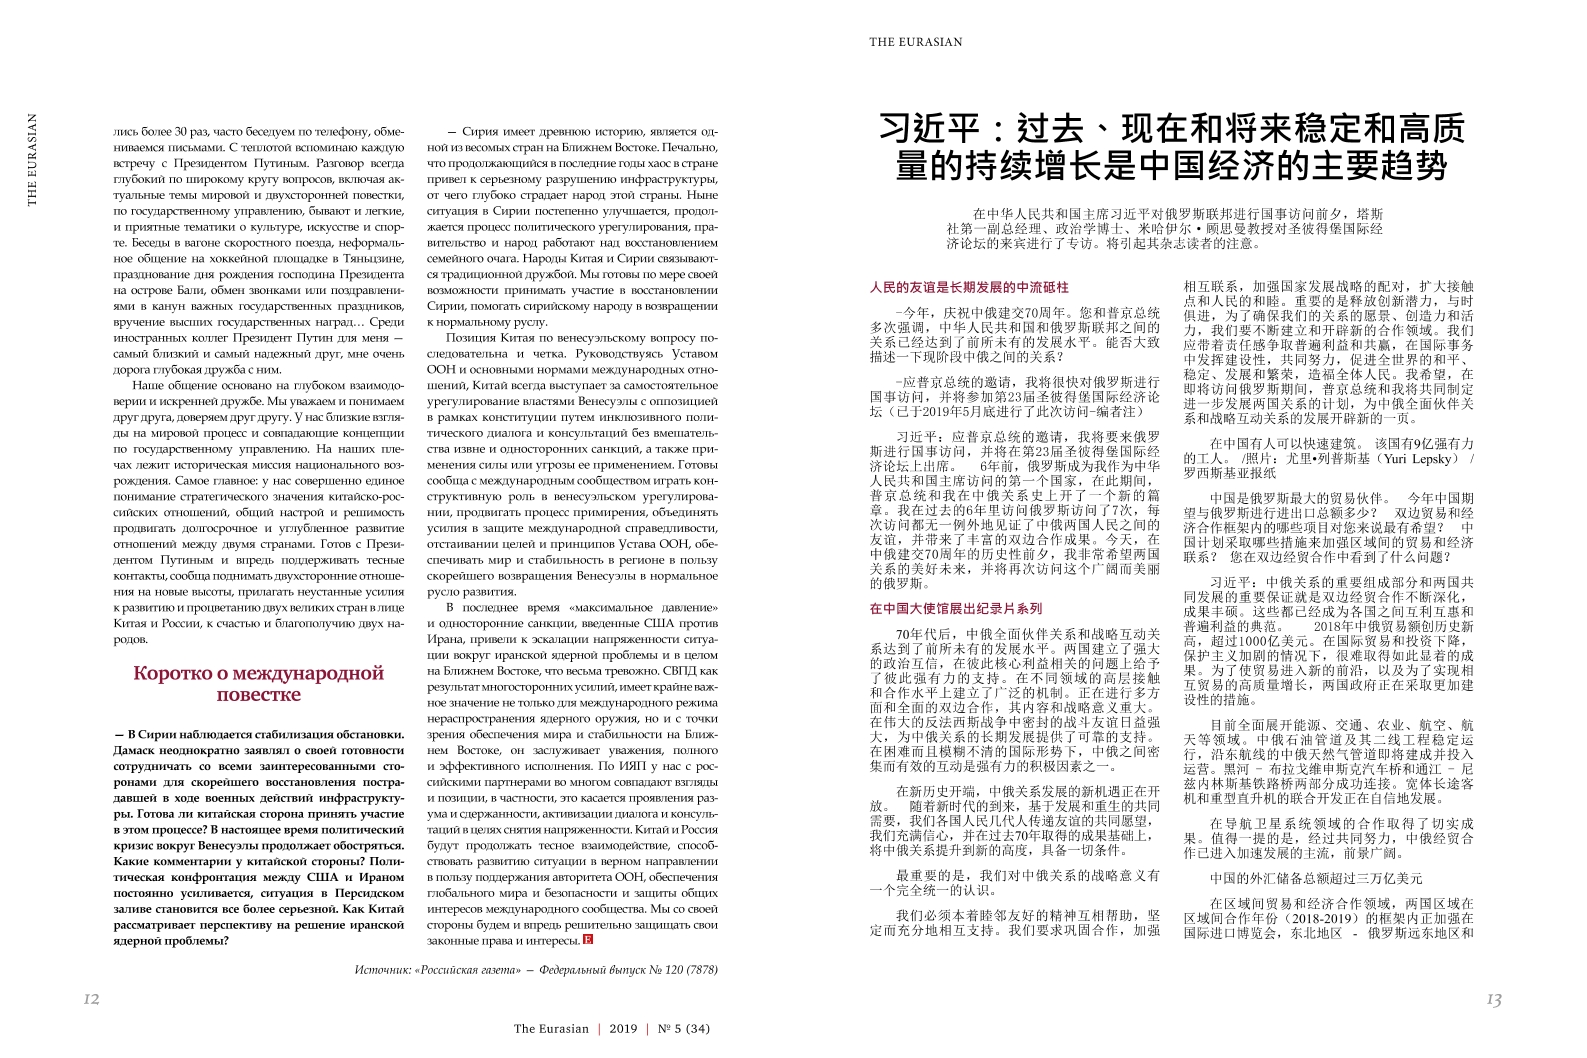 THE EURASIAN
лись более 30 раз, часто беседуем по телефону, обме-
ниваемся письмами. С теплотой вспоминаю каждую
встречу с Президентом Путиным. Разговор всегда
глубокий по широкому кругу вопросов, включая ак-
туальные темы мировой и двухсторонней повестки,
по государственному управлению, бывают и легкие,
и приятные тематики о культуре, искусстве и спор-
те. Беседы в вагоне скоростного поезда, неформаль-
ное общение на хоккейной площадке в Тяньцзине,
празднование дня рождения господина Президента
на острове Бали, обмен звонками или поздравлени-
ями в канун важных государственных праздников,
вручение высших государственных наград… Среди
иностранных коллег Президент Путин для меня —
самый близкий и самый надежный друг, мне очень
дорога глубокая дружба с ним.
Наше общение основано на глубоком взаимодо-
верии и искренней дружбе. Мы уважаем и понимаем
друг друга, доверяем друг другу. У нас близкие взгля-
ды на мировой процесс и совпадающие концепции
по государственному управлению. На наших пле-
чах лежит историческая миссия национального воз-
рождения. Самое главное: у нас совершенно единое
понимание стратегического значения китайско-рос-
сийских отношений, общий настрой и решимость
продвигать долгосрочное и углубленное развитие
отношений между двумя странами. Готов с Прези-
дентом Путиным и впредь поддерживать тесные
контакты, сообща поднимать двухсторонние отноше-
ния на новые высоты, прилагать неустанные усилия
к развитию и процветанию двух великих стран в лице
Китая и России, к счастью и благополучию двух на-
родов.
Коротко о международной
повестке
— В Сирии наблюдается стабилизация обстановки.
Дамаск неоднократно заявлял о своей готовности
сотрудничать со всеми заинтересованными сто-
ронами для скорейшего восстановления постра-
давшей в ходе военных действий инфраструкту-
ры. Готова ли китайская сторона принять участие
в этом процессе? В настоящее время политический
кризис вокруг Венесуэлы продолжает обостряться.
Какие комментарии у китайской стороны? Поли-
тическая конфронтация между США и Ираном
постоянно усиливается, ситуация в Персидском
заливе становится все более серьезной. Как Китай
рассматривает перспективу на решение иранской
ядерной проблемы?
— Сирия имеет древнюю историю, является од-
ной из весомых стран на Ближнем Востоке. Печально,
что продолжающийся в последние годы хаос в стране
привел к серьезному разрушению инфраструктуры,
от чего глубоко страдает народ этой страны. Ныне
ситуация в Сирии постепенно улучшается, продол-
жается процесс политического урегулирования, пра-
вительство и народ работают над восстановлением
семейного очага. Народы Китая и Сирии связывают-
ся традиционной дружбой. Мы готовы по мере своей
возможности принимать участие в восстановлении
Сирии, помогать сирийскому народу в возвращении
к нормальному руслу.
Позиция Китая по венесуэльскому вопросу по-
следовательна и четка. Руководствуясь Уставом
ООН и основными нормами международных отно-
шений, Китай всегда выступает за самостоятельное
урегулирование властями Венесуэлы с оппозицией
в рамках конституции путем инклюзивного поли-
тического диалога и консультаций без вмешатель-
ства извне и односторонних санкций, а также при-
менения силы или угрозы ее применением. Готовы
сообща с международным сообществом играть кон-
структивную роль в венесуэльском урегулирова-
нии, продвигать процесс примирения, объединять
усилия в защите международной справедливости,
отстаивании целей и принципов Устава ООН, обе-
спечивать мир и стабильность в регионе в пользу
скорейшего возвращения Венесуэлы в нормальное
русло развития.
В последнее время «максимальное давление»
и односторонние санкции, введенные США против
Ирана, привели к эскалации напряженности ситуа-
ции вокруг иранской ядерной проблемы и в целом
на Ближнем Востоке, что весьма тревожно. СВПД как
результат многосторонних усилий, имеет крайне важ-
ное значение не только для международного режима
нераспространения ядерного оружия, но и с точки
зрения обеспечения мира и стабильности на Ближ-
нем Востоке, он заслуживает уважения, полного
и эффективного исполнения. По ИЯП у нас с рос-
сийскими партнерами во многом совпадают взгляды
и позиции, в частности, это касается проявления раз-
ума и сдержанности, активизации диалога и консуль-
таций в целях снятия напряженности. Китай и Россия
будут продолжать тесное взаимодействие, способ-
ствовать развитию ситуации в верном направлении
в пользу поддержания авторитета ООН, обеспечения
глобального мира и безопасности и защиты общих
интересов международного сообщества. Мы со своей
стороны будем и впредь решительно защищать свои
законные права и интересы. E
Источник: «Российская газета» — Федеральный выпуск № 120 (7878)
12
The Eurasian | 2019 | № 5 (34)
THE EURASIAN
习近平：过去、现在和将来稳定和高质
量的持续增长是中国经济的主要趋势
在中华人民共和国主席习近平对俄罗斯联邦进行国事访问前夕，塔斯
社第一副总经理、政治学博士、米哈伊尔•顾思曼教授对圣彼得堡国际经
济论坛的来宾进行了专访。将引起其杂志读者的注意。
人民的友谊是长期发展的中流砥柱
-今年，庆祝中俄建交70周年。您和普京总统
多次强调，中华人民共和国和俄罗斯联邦之间的
关系已经达到了前所未有的发展水平。能否大致
描述一下现阶段中俄之间的关系？
-应普京总统的邀请，我将很快对俄罗斯进行
国事访问，并将参加第23届圣彼得堡国际经济论
坛（已于2019年5月底进行了此次访问-编者注）
习近平：应普京总统的邀请，我将要来俄罗
斯进行国事访问，并将在第23届圣彼得堡国际经
济论坛上出席。 6年前，俄罗斯成为我作为中华
人民共和国主席访问的第一个国家，在此期间，
普京总统和我在中俄关系史上开了一个新的篇
章。我在过去的6年里访问俄罗斯访问了7次，每
次访问都无一例外地见证了中俄两国人民之间的
友谊，并带来了丰富的双边合作成果。今天，在
中俄建交70周年的历史性前夕，我非常希望两国
关系的美好未来，并将再次访问这个广阔而美丽
的俄罗斯。
在中国大使馆展出纪录片系列
70年代后，中俄全面伙伴关系和战略互动关
系达到了前所未有的发展水平。两国建立了强大
的政治互信，在彼此核心利益相关的问题上给予
了彼此强有力的支持。在不同领域的高层接触
和合作水平上建立了广泛的机制。正在进行多方
面和全面的双边合作，其内容和战略意义重大。
在伟大的反法西斯战争中密封的战斗友谊日益强
大，为中俄关系的长期发展提供了可靠的支持。
在困难而且模糊不清的国际形势下，中俄之间密
集而有效的互动是强有力的积极因素之一。
在新历史开端，中俄关系发展的新机遇正在开
放。 随着新时代的到来，基于发展和重生的共同
需要，我们各国人民几代人传递友谊的共同愿望，
我们充满信心，并在过去70年取得的成果基础上，
将中俄关系提升到新的高度，具备一切条件。
最重要的是，我们对中俄关系的战略意义有
一个完全统一的认识。
我们必须本着睦邻友好的精神互相帮助，坚
定而充分地相互支持。我们要求巩固合作，加强
相互联系，加强国家发展战略的配对，扩大接触
点和人民的和睦。重要的是释放创新潜力，与时
俱进，为了确保我们的关系的愿景、创造力和活
力，我们要不断建立和开辟新的合作领域。我们
应带着责任感争取普遍利益和共赢，在国际事务
中发挥建设性，共同努力，促进全世界的和平、
稳定、发展和繁荣，造福全体人民。我希望，在
即将访问俄罗斯期间，普京总统和我将共同制定
进一步发展两国关系的计划，为中俄全面伙伴关
系和战略互动关系的发展开辟新的一页。
在中国有人可以快速建筑。 该国有9亿强有力
的工人。 /照片：尤里•列普斯基（Yuri Lepsky） /
罗西斯基亚报纸
中国是俄罗斯最大的贸易伙伴。 今年中国期
望与俄罗斯进行进出口总额多少？ 双边贸易和经
济合作框架内的哪些项目对您来说最有希望？ 中
国计划采取哪些措施来加强区域间的贸易和经济
联系？ 您在双边经贸合作中看到了什么问题？
习近平：中俄关系的重要组成部分和两国共
同发展的重要保证就是双边经贸合作不断深化，
成果丰硕。这些都已经成为各国之间互利互惠和
普遍利益的典范。 2018年中俄贸易额创历史新
高，超过1000亿美元。在国际贸易和投资下降，
保护主义加剧的情况下，很难取得如此显着的成
果。为了使贸易进入新的前沿，以及为了实现相
互贸易的高质量增长，两国政府正在采取更加建
设性的措施。
目前全面展开能源、交通、农业、航空、航
天等领域。中俄石油管道及其二线工程稳定运
行，沿东航线的中俄天然气管道即将建成并投入
运营。黑河 - 布拉戈维申斯克汽车桥和通江 - 尼
兹内林斯基铁路桥两部分成功连接。宽体长途客
机和重型直升机的联合开发正在自信地发展。
在导航卫星系统领域的合作取得了切实成
果。值得一提的是，经过共同努力，中俄经贸合
作已进入加速发展的主流，前景广阔。
中国的外汇储备总额超过三万亿美元
在区域间贸易和经济合作领域，两国区域在
区域间合作年份（2018-2019）的框架内正加强在
国际进口博览会，东北地区 - 俄罗斯远东地区和
13